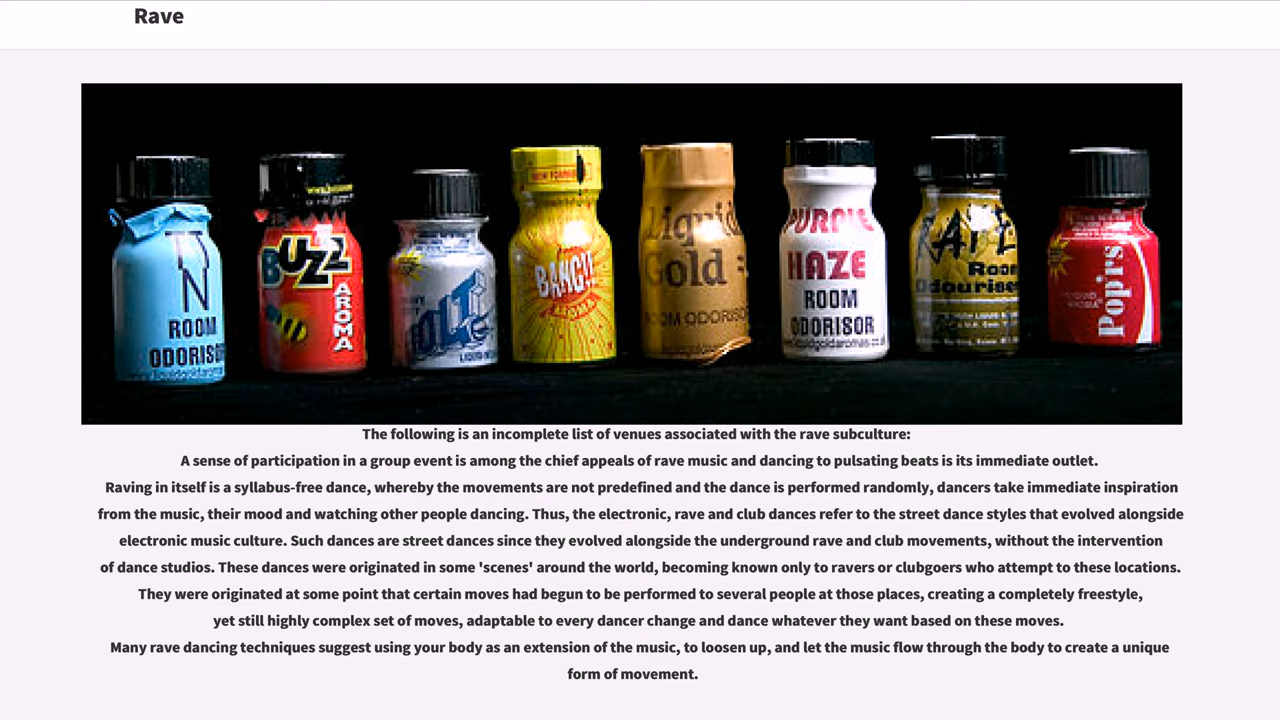 Rave
N
ROOM
ODORISOR
BUZZ
AROMA
BANG!!
AROMA
Liquid
Gold
ROOM ODORISOR
PURPLE
HAZE
ROOM
ODORISOR
Room
Odouriser
Pop'rs
The following is an incomplete list of venues associated with the rave subculture:
A sense of participation in a group event is among the chief appeals of rave music and dancing to pulsating beats is its immediate outlet.
Raving in itself is a syllabus-free dance, whereby the movements are not predefined and the dance is performed randomly, dancers take immediate inspiration
from the music, their mood and watching other people dancing. Thus, the electronic, rave and club dances refer to the street dance styles that evolved alongside
electronic music culture. Such dances are street dances since they evolved alongside the underground rave and club movements, without the intervention
of dance studios. These dances were originated in some 'scenes' around the world, becoming known only to ravers or clubgoers who attempt to these locations.
They were originated at some point that certain moves had begun to be performed to several people at those places, creating a completely freestyle,
yet still highly complex set of moves, adaptable to every dancer change and dance whatever they want based on these moves.
Many rave dancing techniques suggest using your body as an extension of the music, to loosen up, and let the music flow through the body to create a unique
form of movement.